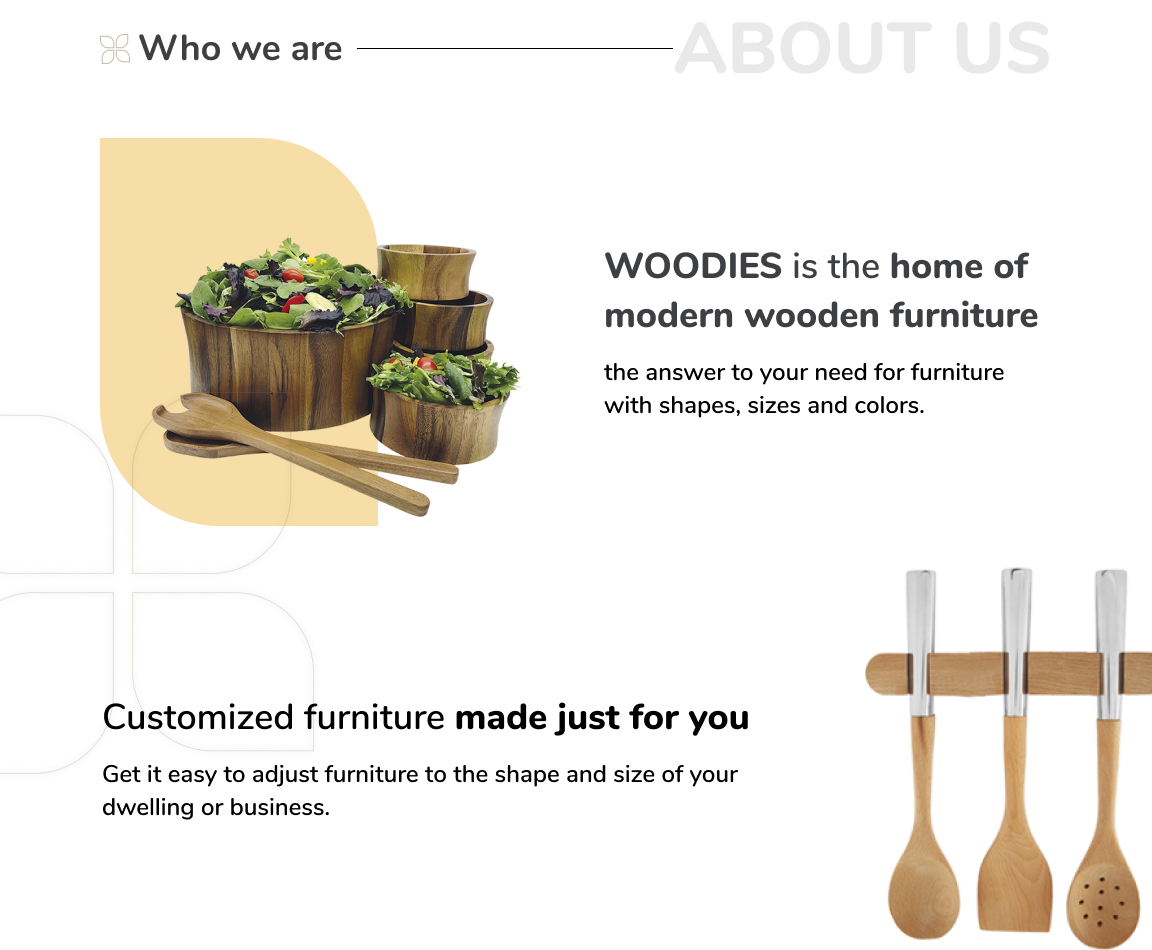 Who we are
ABOUT US
WOODIES is the home of
modern wooden furniture
the answer to your need for furniture
with shapes, sizes and colors.
Customized furniture made just for you
Get it easy to adjust furniture to the shape and size of your
dwelling or business.